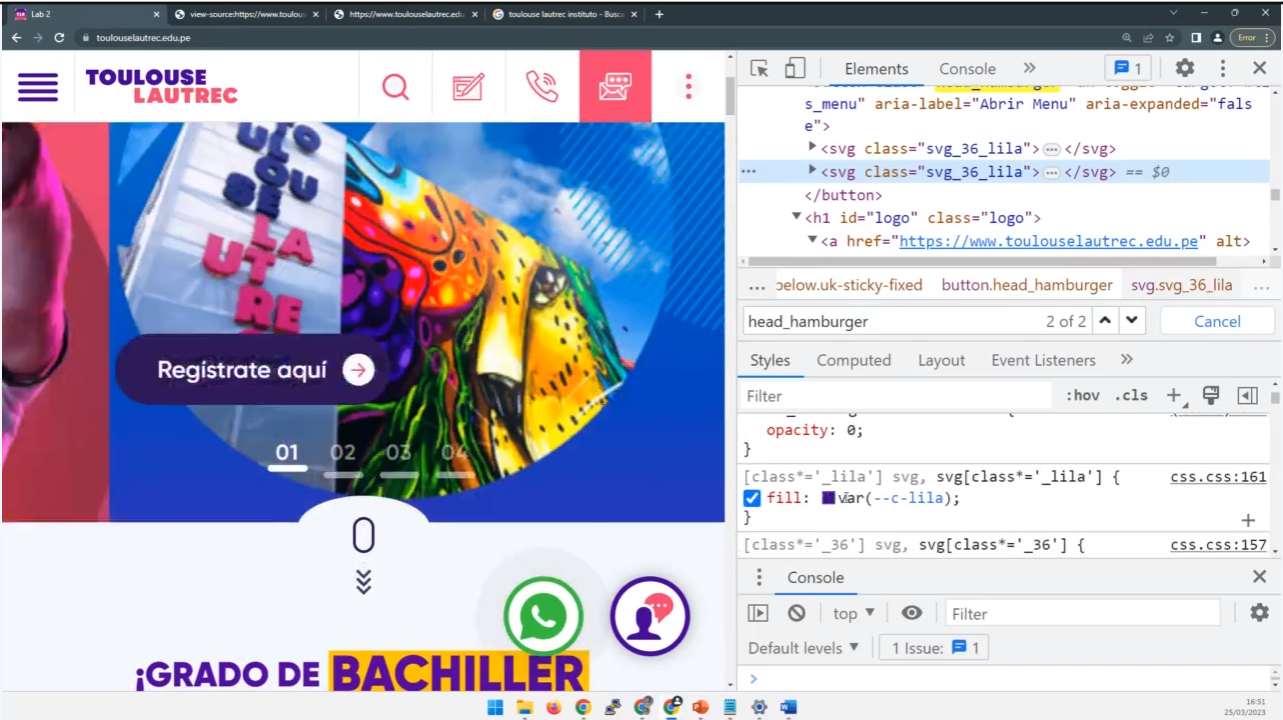 Lab 2
view-source:https://www.toulous
https://www.toulouselautrec.edu
toulouse lautrec instituto - Busca
toulouselautrec.edu.pe
Error
TOULOUSE
LAUTREC
Elements
Console
1
s_menu" aria-label="Abrir Menu" aria-expanded="fals
e">
<svg class="svg_36_lila"> ... </svg>
... <svg class="svg_36_lila"> ... </svg> == $0
</button>
<h1 id="logo" class="logo">
<a href="https://www.toulouselautrec.edu.pe" alt>
... below.uk-sticky-fixed button.head_hamburger svg.svg_36_lila ...
head_hamburger 2 of 2 Cancel
Styles Computed Layout Event Listeners
Filter :hov .cls
opacity: 0;
}
[class*='_lila'] svg, svg[class*='_lila'] { css.css:161
fill: var(--c-lila);
}
[class*='_36'] svg, svg[class*='_36'] { css.css:157
Console
top Filter
Default levels 1 Issue: 1
>
Registrate aquí
01 02 03 04
¡GRADO DE BACHILLER
16:51
25/03/2023